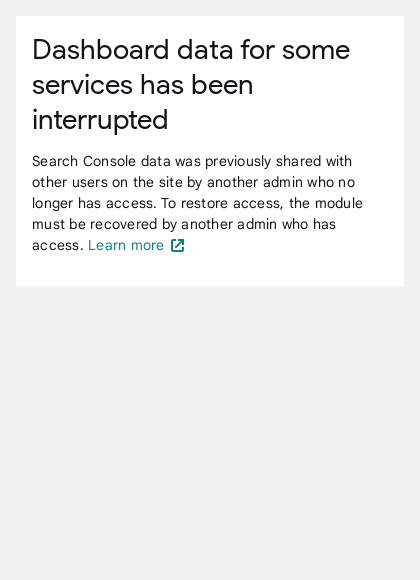 Dashboard data for some
services has been
interrupted
Search Console data was previously shared with
other users on the site by another admin who no
longer has access. To restore access, the module
must be recovered by another admin who has
access. Learn more